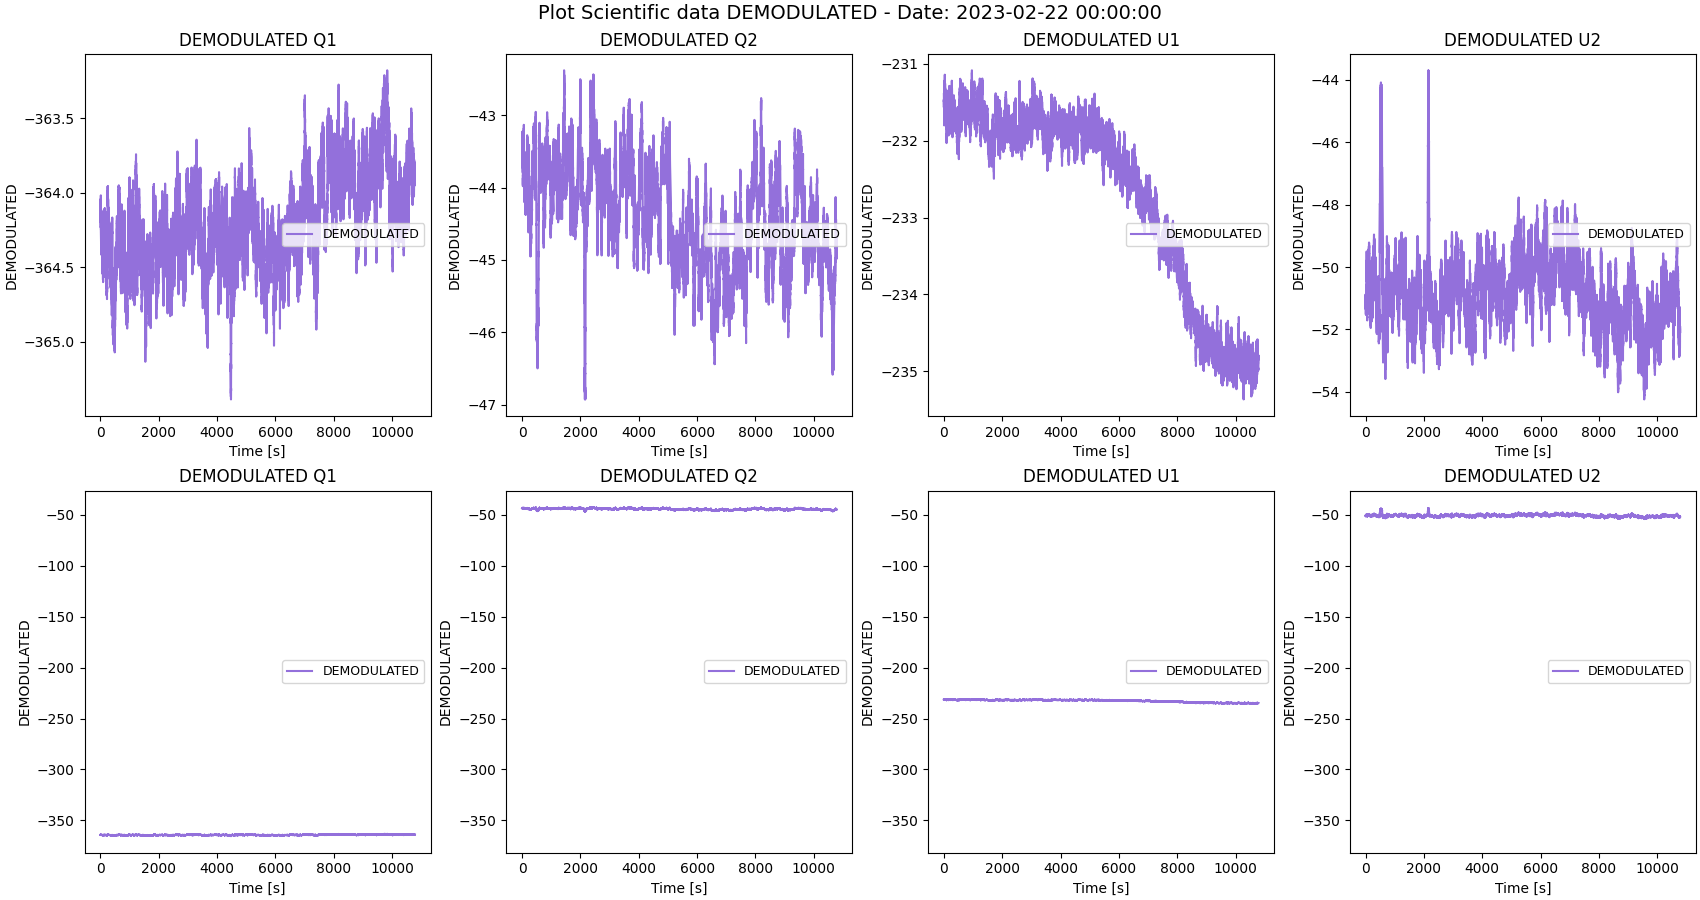 Plot Scientific data DEMODULATED - Date: 2023-02-22 00:00:00
DEMODULATED Q1
DEMODULATED
−363.5
−364.0
−364.5
−365.0
DEMODULATED
0 2000 4000 6000 8000 10000
Time [s]
DEMODULATED Q2
DEMODULATED
−43
−44
−45
−46
−47
DEMODULATED
0 2000 4000 6000 8000 10000
Time [s]
DEMODULATED U1
DEMODULATED
−231
−232
−233
−234
−235
DEMODULATED
0 2000 4000 6000 8000 10000
Time [s]
DEMODULATED U2
DEMODULATED
−44
−46
−48
−50
−52
−54
DEMODULATED
0 2000 4000 6000 8000 10000
Time [s]
DEMODULATED Q1
DEMODULATED
−50
−100
−150
−200
−250
−300
−350
DEMODULATED
0 2000 4000 6000 8000 10000
Time [s]
DEMODULATED Q2
DEMODULATED
−50
−100
−150
−200
−250
−300
−350
DEMODULATED
0 2000 4000 6000 8000 10000
Time [s]
DEMODULATED U1
DEMODULATED
−50
−100
−150
−200
−250
−300
−350
DEMODULATED
0 2000 4000 6000 8000 10000
Time [s]
DEMODULATED U2
DEMODULATED
−50
−100
−150
−200
−250
−300
−350
DEMODULATED
0 2000 4000 6000 8000 10000
Time [s]